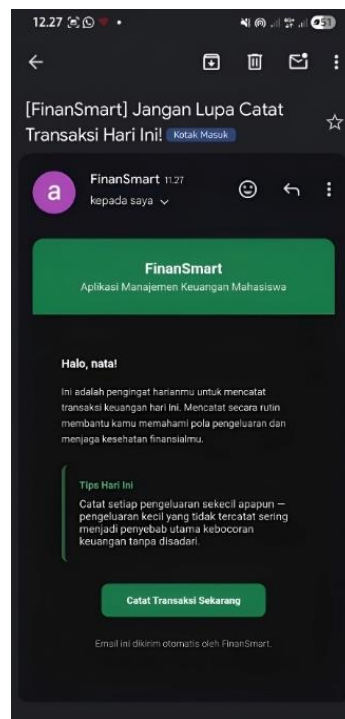 12.27
51
[FinanSmart] Jangan Lupa Catat
Transaksi Hari Ini! Kotak Masuk
a
FinanSmart 11.27
kepada saya
FinanSmart
Aplikasi Manajemen Keuangan Mahasiswa
Halo, nata!
Ini adalah pengingat harianmu untuk mencatat
transaksi keuangan hari ini. Mencatat secara rutin
membantu kamu memahami pola pengeluaran dan
menjaga kesehatan finansialmu.
Tips Hari Ini
Catat setiap pengeluaran sekecil apapun —
pengeluaran kecil yang tidak tercatat sering
menjadi penyebab utama kebocoran
keuangan tanpa disadari.
Catat Transaksi Sekarang
Email ini dikirim otomatis oleh FinanSmart.